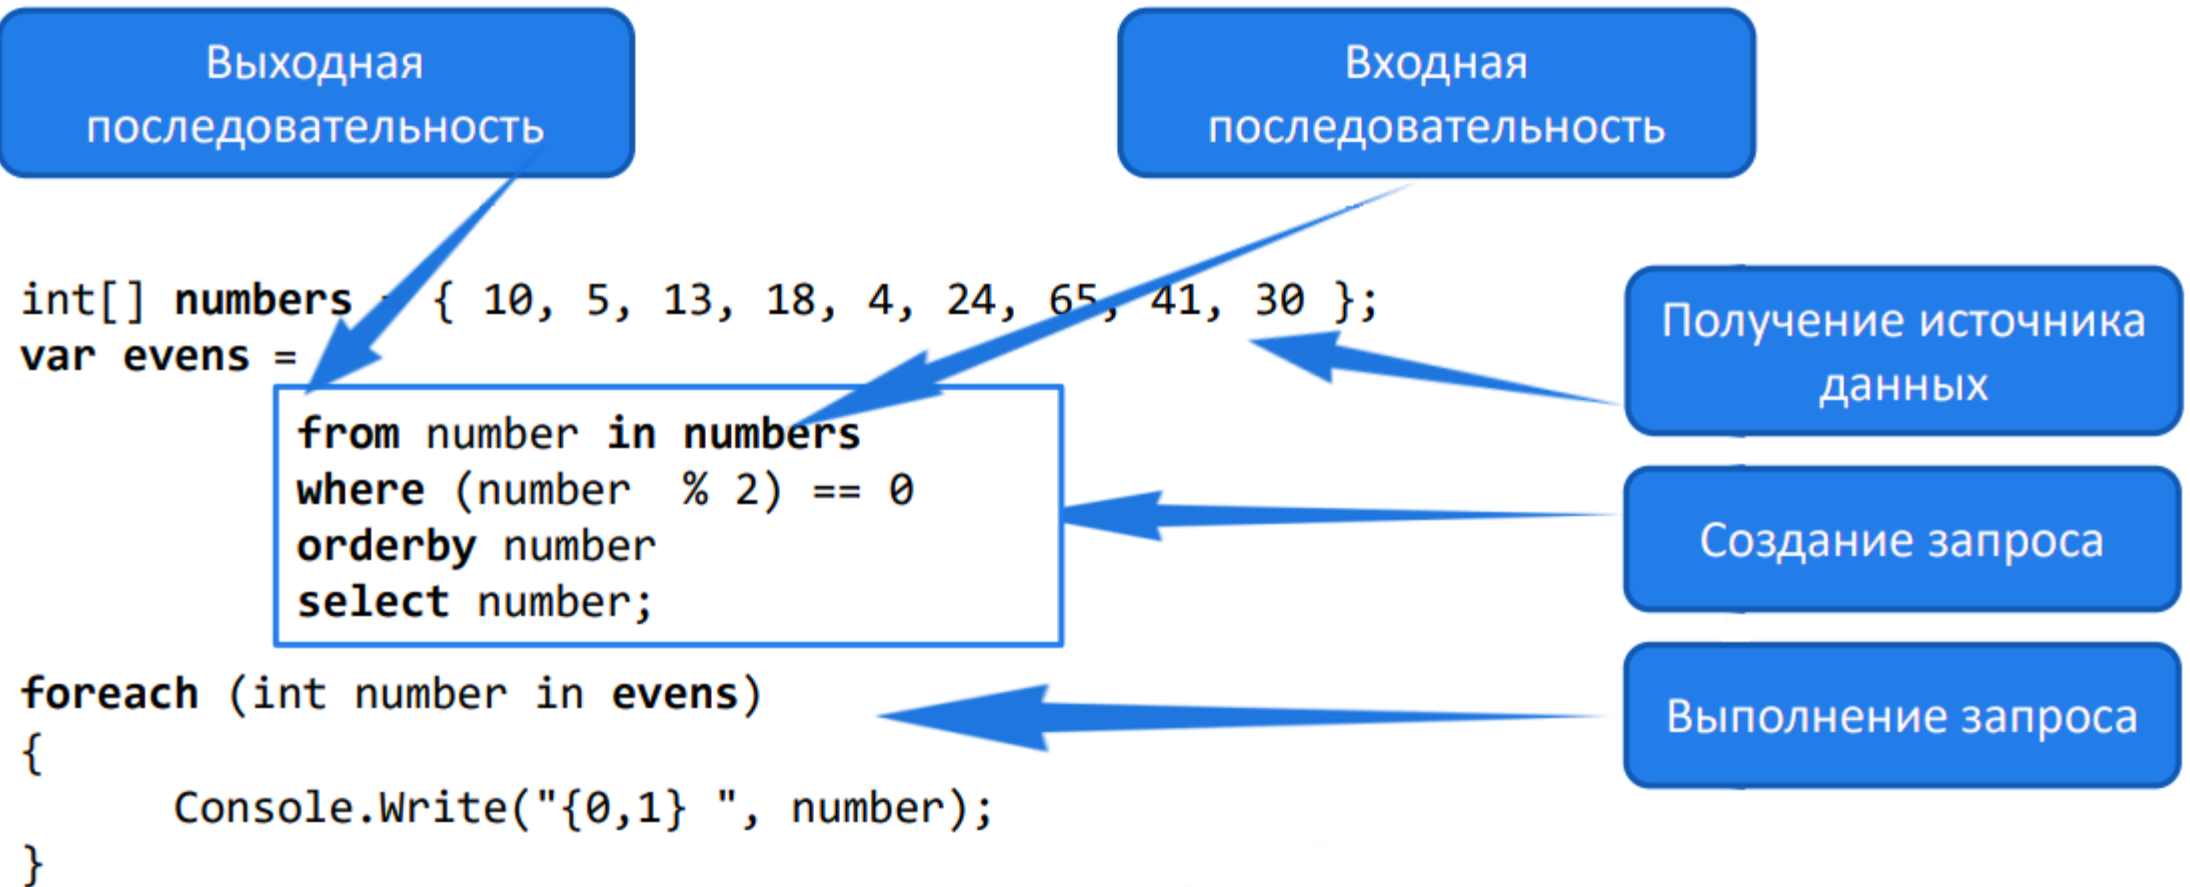 Выходная
последовательность
Входная
последовательность
int[] numbers = { 10, 5, 13, 18, 4, 24, 65, 41, 30 };
var evens =
from number in numbers
where (number  % 2) == 0
orderby number
select number;
foreach (int number in evens)
{
Console.Write("{0,1} ", number);
}
Получение источника
данных
Создание запроса
Выполнение запроса